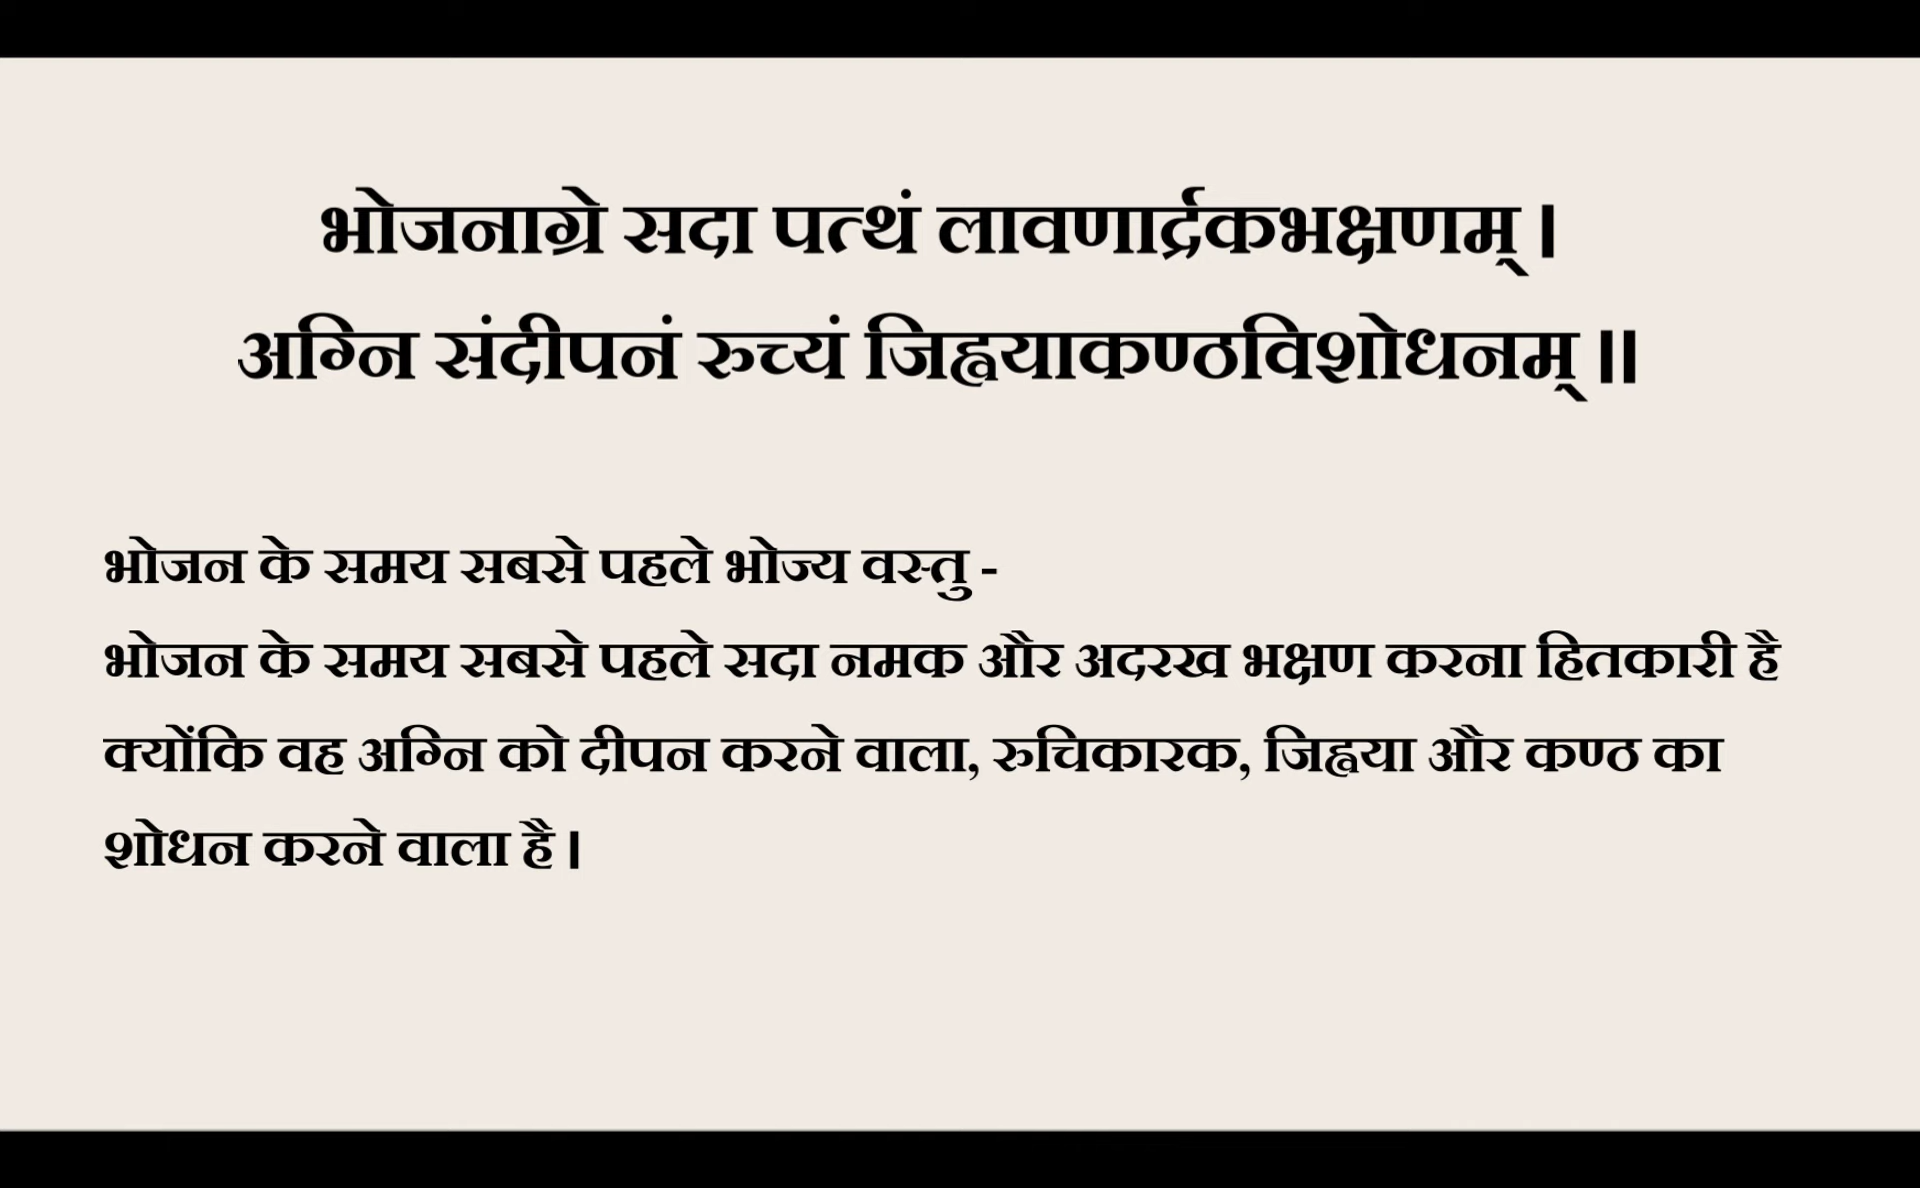 भोजनाग्रे सदा पत्थं लावणार्द्रकभक्षणम् ।
अग्नि संदीपनं रुच्यं जिह्वयाकण्ठविशोधनम् ॥
भोजन के समय सबसे पहले भोज्य वस्तु -
भोजन के समय सबसे पहले सदा नमक और अदरख भक्षण करना हितकारी है
क्योंकि वह अग्नि को दीपन करने वाला, रुचिकारक, जिह्वया और कण्ठ का
शोधन करने वाला है ।